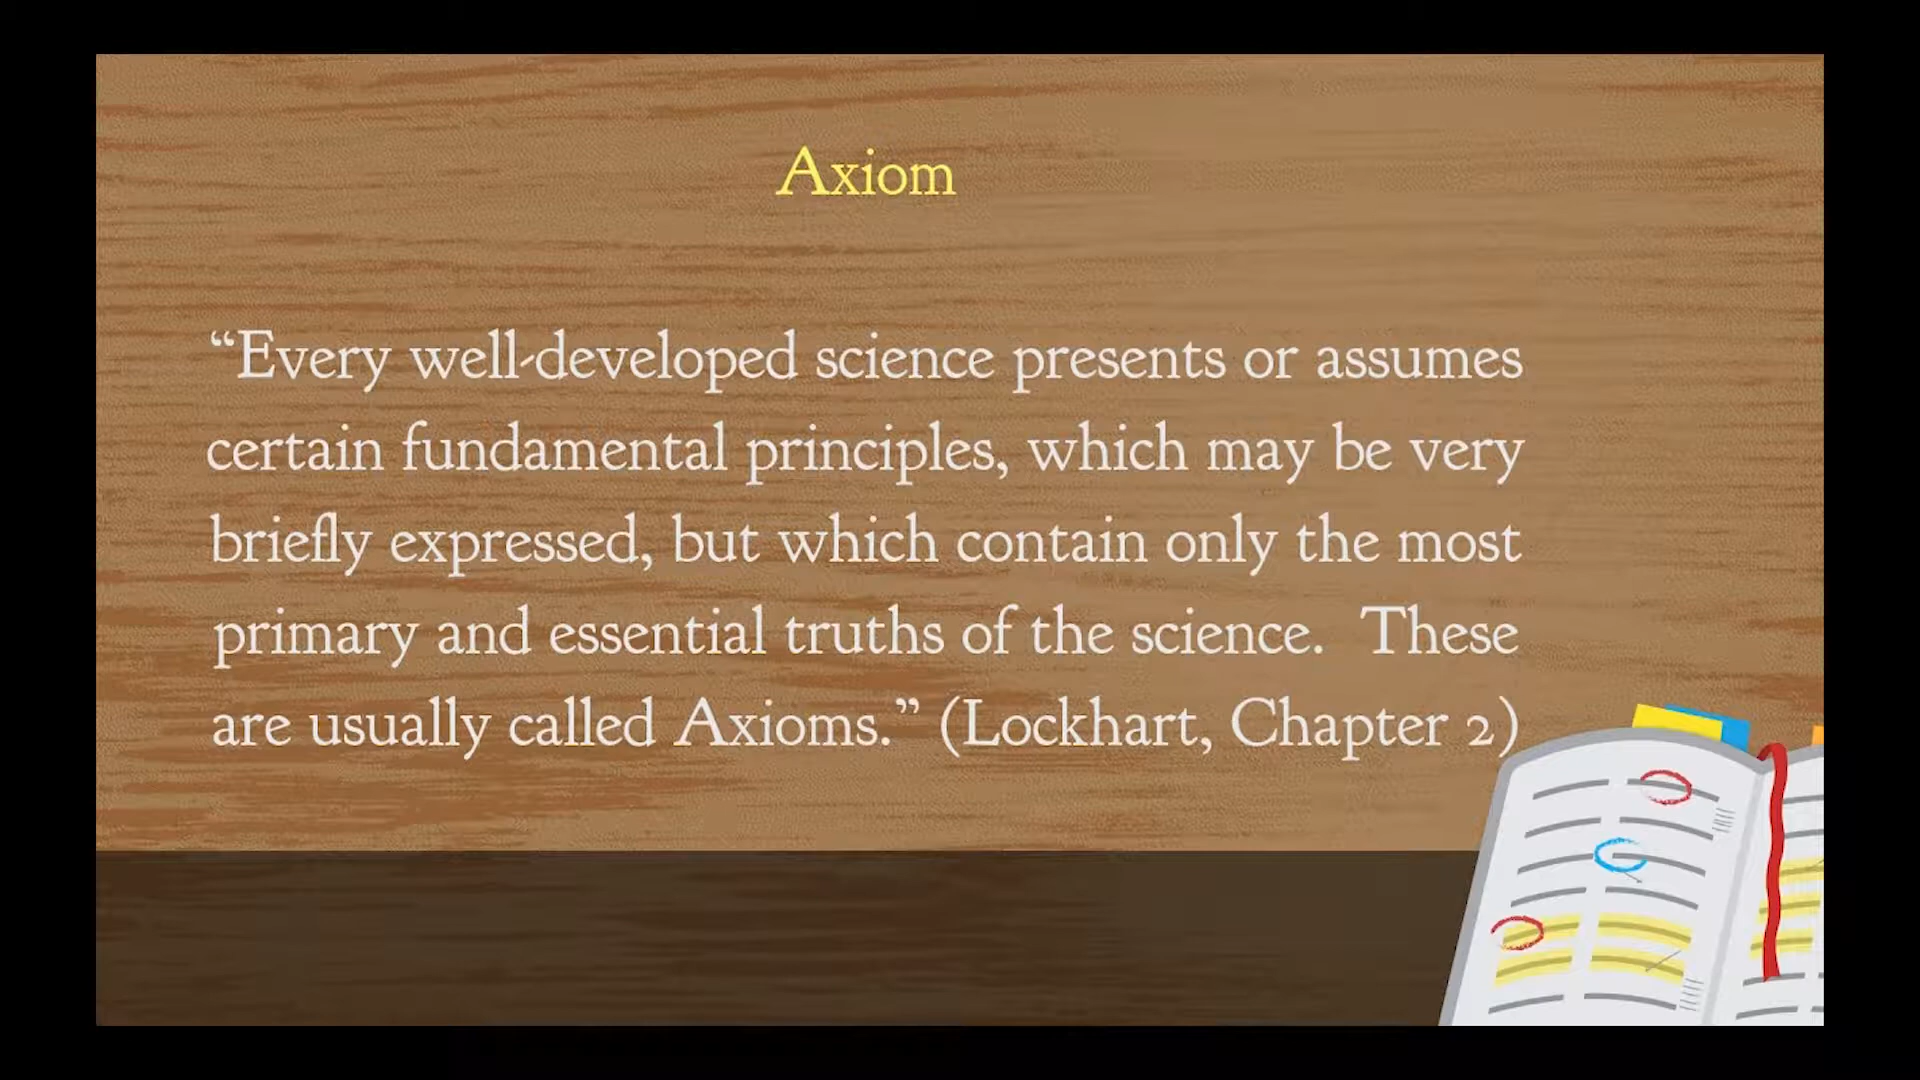 Axiom
“Every well-developed science presents or assumes
certain fundamental principles, which may be very
briefly expressed, but which contain only the most
primary and essential truths of the science.  These
are usually called Axioms.” (Lockhart, Chapter 2)